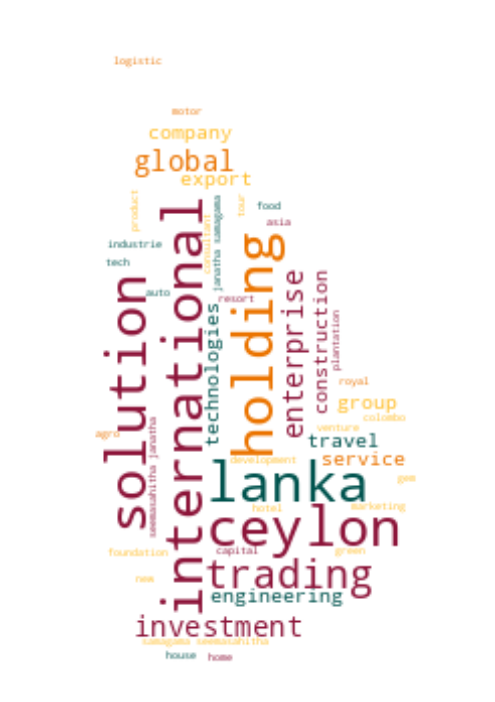 logistic
motor
company
global
export
product
tour
food
asia
janatha samagama
consultant
industrie
tech
international
holding
auto
resort
solution
enterprise
construction
technologies
plantation
royal
group
colombo
venture
agro
seemasahitha janatha
travel
development
service
lanka
gem
hotel
marketing
ceylon
foundation
capital
green
trading
new
engineering
investment
samagama seemasahitha
house
home